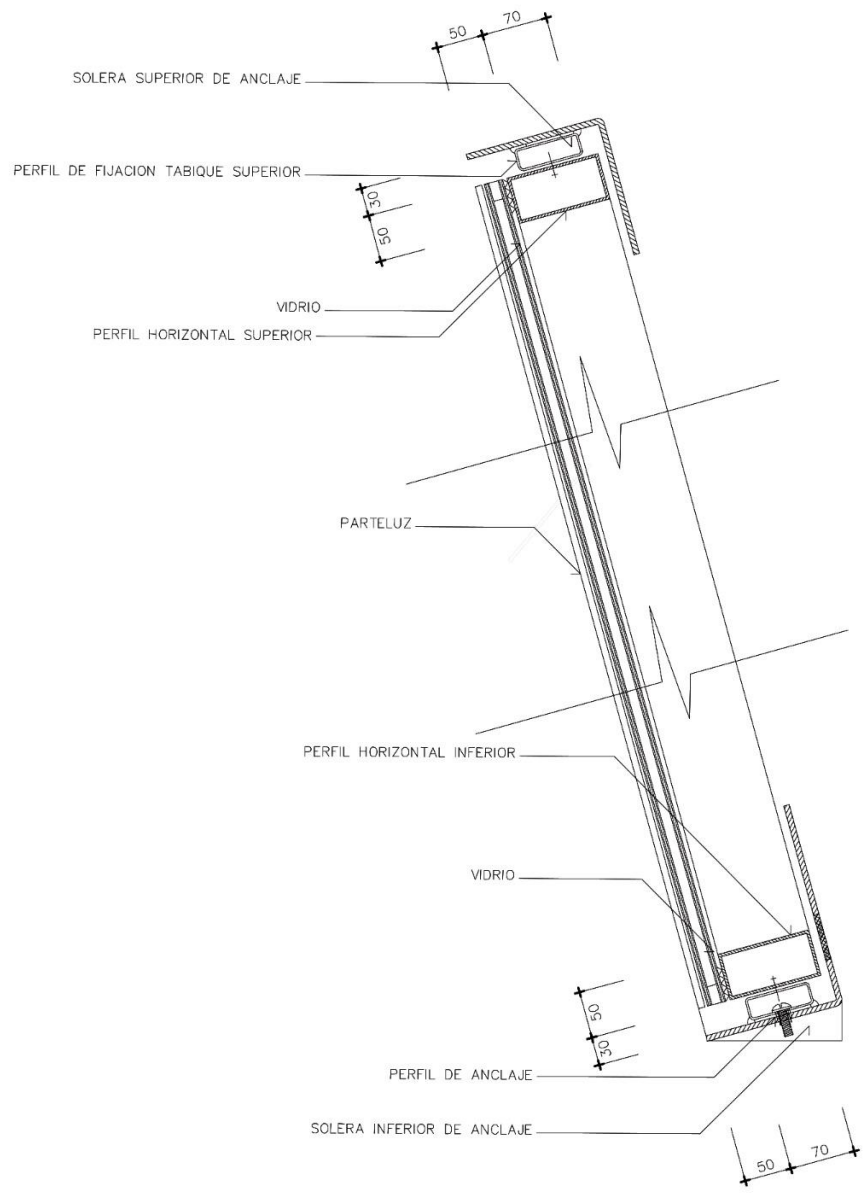 50 70
SOLERA SUPERIOR DE ANCLAJE
PERFIL DE FIJACION TABIQUE SUPERIOR
30
50
VIDRIO
PERFIL HORIZONTAL SUPERIOR
PARTELUZ
PERFIL HORIZONTAL INFERIOR
VIDRIO
50
30
PERFIL DE ANCLAJE
SOLERA INFERIOR DE ANCLAJE
50 70